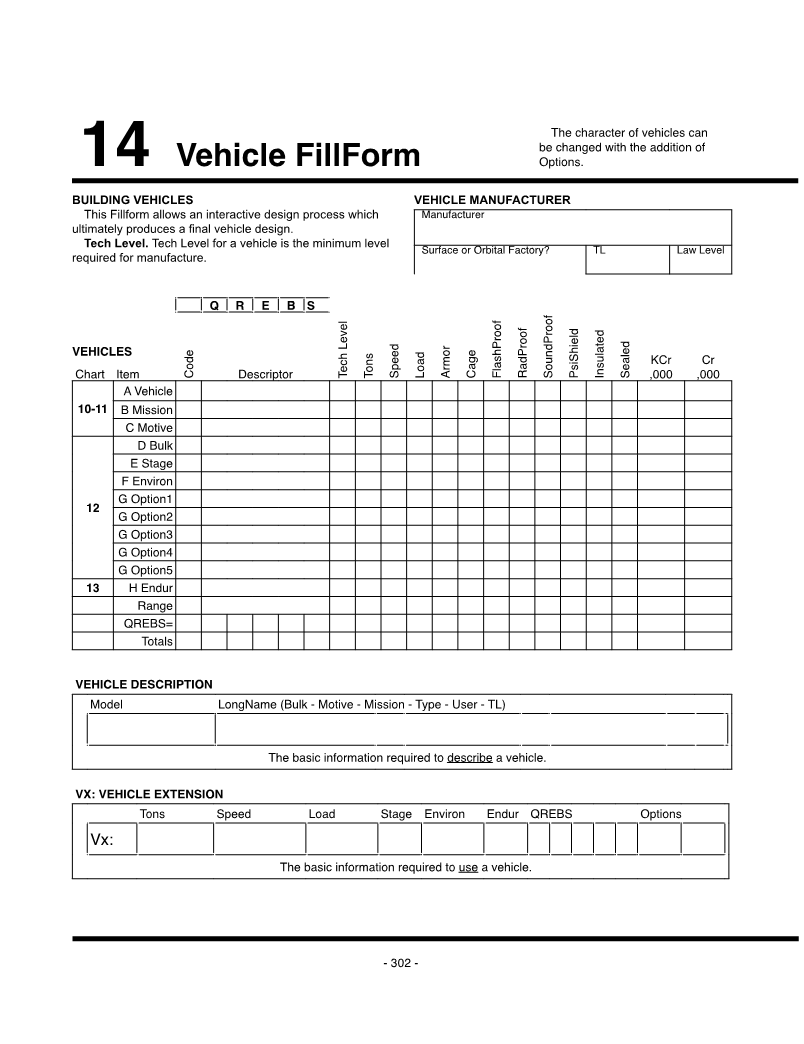 14 Vehicle FillForm
The character of vehicles can
be changed with the addition of
Options.
BUILDING VEHICLES
This Fillform allows an interactive design process which
ultimately produces a final vehicle design.
Tech Level. Tech Level for a vehicle is the minimum level
required for manufacture.
VEHICLE MANUFACTURER
Manufacturer
Surface or Orbital Factory? TL Law Level
Q R E B S
VEHICLES
Chart Item Code Descriptor Tech Level Tons Speed Load Armor Cage FlashProof RadProof SoundProof PsiShield Insulated Sealed KCr ,000 Cr ,000
10-11
A Vehicle
B Mission
C Motive
12
D Bulk
E Stage
F Environ
G Option1
G Option2
G Option3
G Option4
G Option5
13 H Endur
Range
QREBS=
Totals
VEHICLE DESCRIPTION
Model LongName (Bulk - Motive - Mission - Type - User - TL)
The basic information required to describe a vehicle.
VX: VEHICLE EXTENSION
Tons Speed Load Stage Environ Endur QREBS Options
Vx:
The basic information required to use a vehicle.
- 302 -